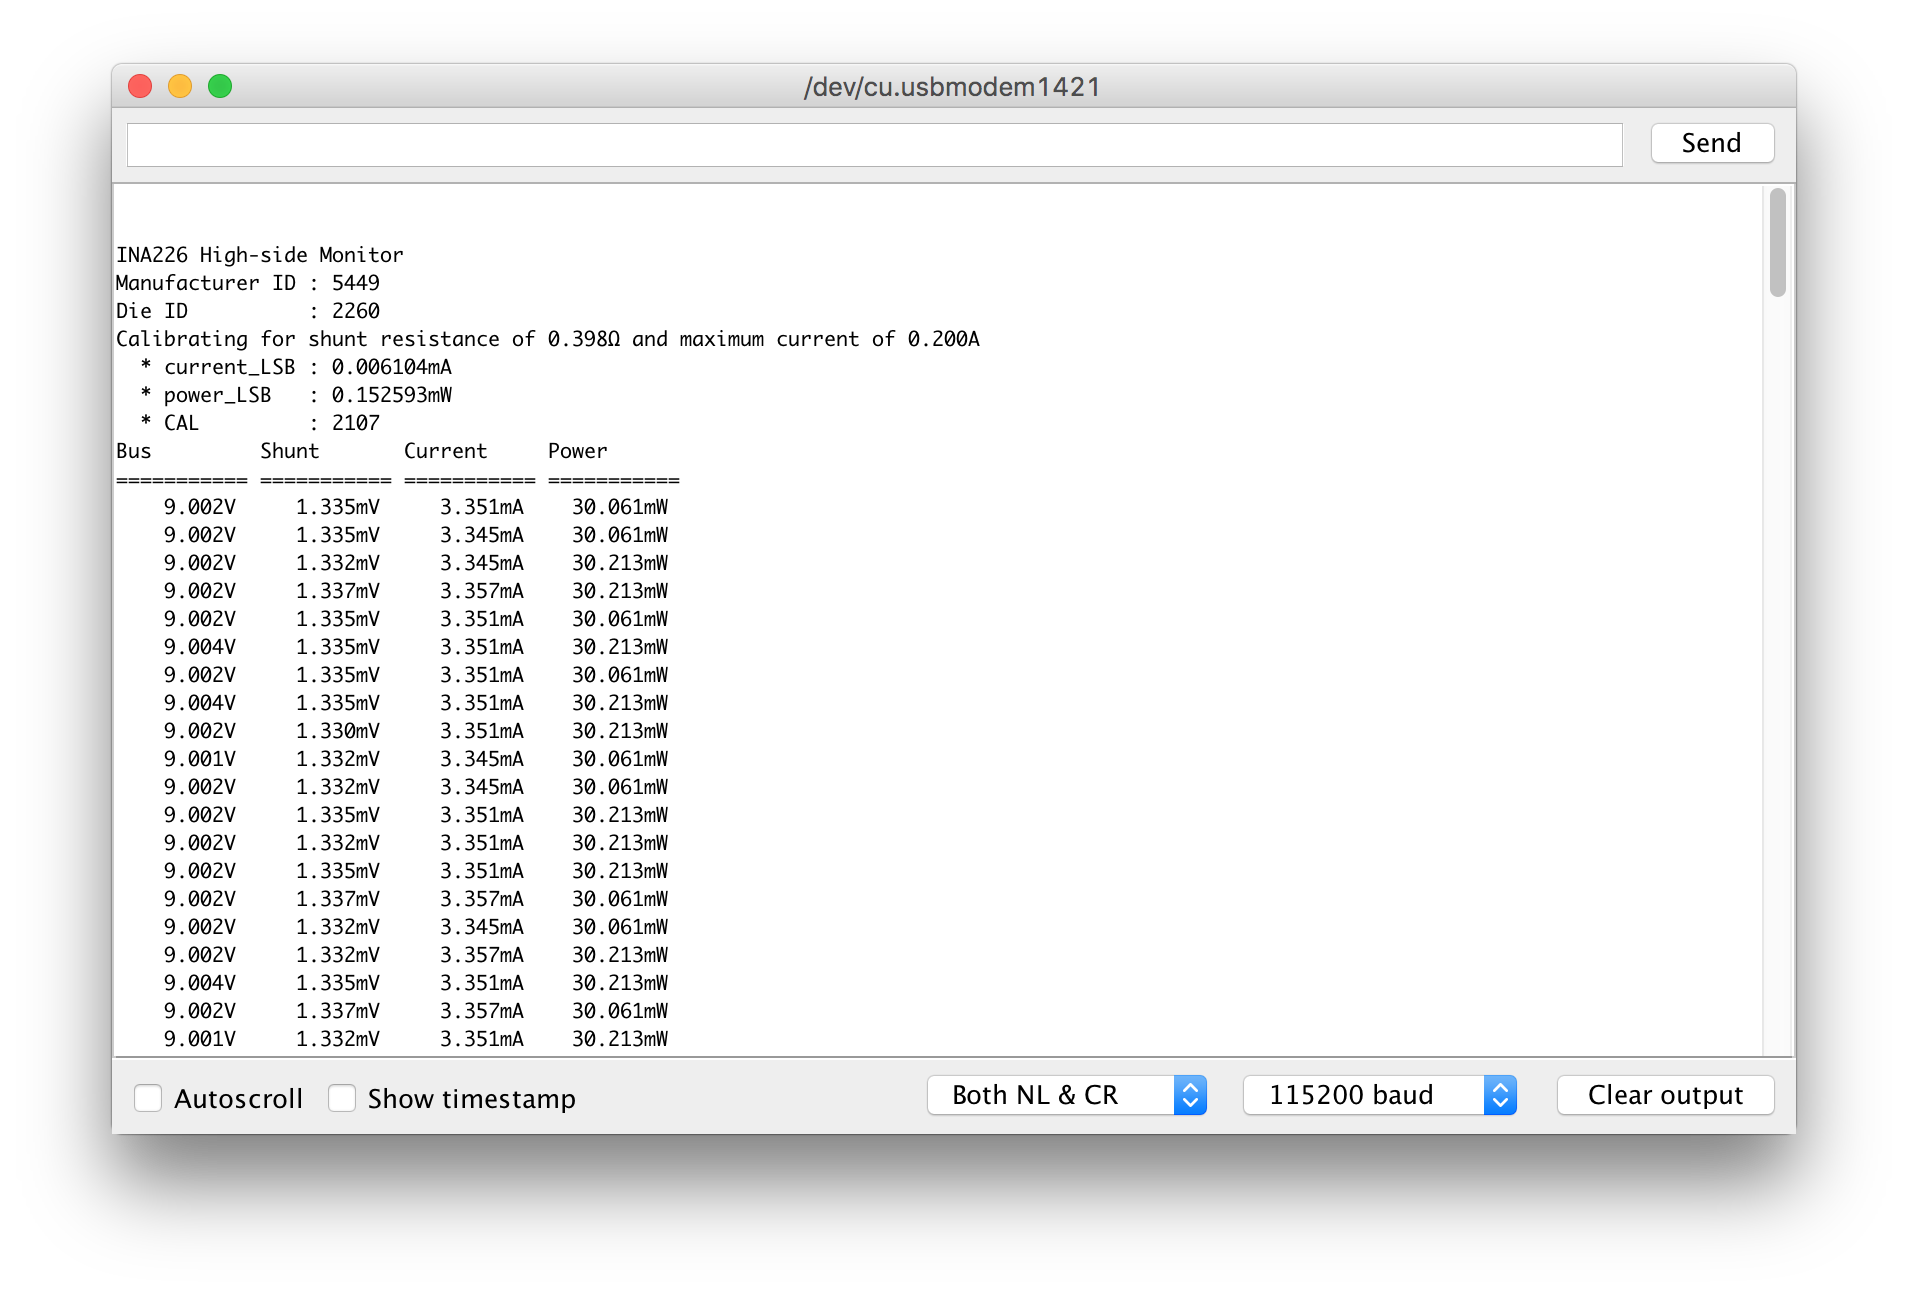 /dev/cu.usbmodem1421
Send
INA226 High-side Monitor
Manufacturer ID : 5449
Die ID          : 2260
Calibrating for shunt resistance of 0.398Ω and maximum current of 0.200A
  * current_LSB : 0.006104mA
  * power_LSB   : 0.152593mW
  * CAL         : 2107
Bus         Shunt       Current     Power
=========== =========== =========== ===========
    9.002V     1.335mV     3.351mA    30.061mW
    9.002V     1.335mV     3.345mA    30.061mW
    9.002V     1.332mV     3.345mA    30.213mW
    9.002V     1.337mV     3.357mA    30.213mW
    9.002V     1.335mV     3.351mA    30.061mW
    9.004V     1.335mV     3.351mA    30.213mW
    9.002V     1.335mV     3.351mA    30.061mW
    9.004V     1.335mV     3.351mA    30.213mW
    9.002V     1.330mV     3.351mA    30.213mW
    9.001V     1.332mV     3.345mA    30.061mW
    9.002V     1.332mV     3.345mA    30.061mW
    9.002V     1.335mV     3.351mA    30.213mW
    9.002V     1.332mV     3.351mA    30.213mW
    9.002V     1.335mV     3.351mA    30.213mW
    9.002V     1.337mV     3.357mA    30.061mW
    9.002V     1.332mV     3.345mA    30.061mW
    9.002V     1.332mV     3.357mA    30.213mW
    9.004V     1.335mV     3.351mA    30.213mW
    9.002V     1.337mV     3.357mA    30.061mW
    9.001V     1.332mV     3.351mA    30.213mW
Autoscroll Show timestamp Both NL & CR 115200 baud Clear output